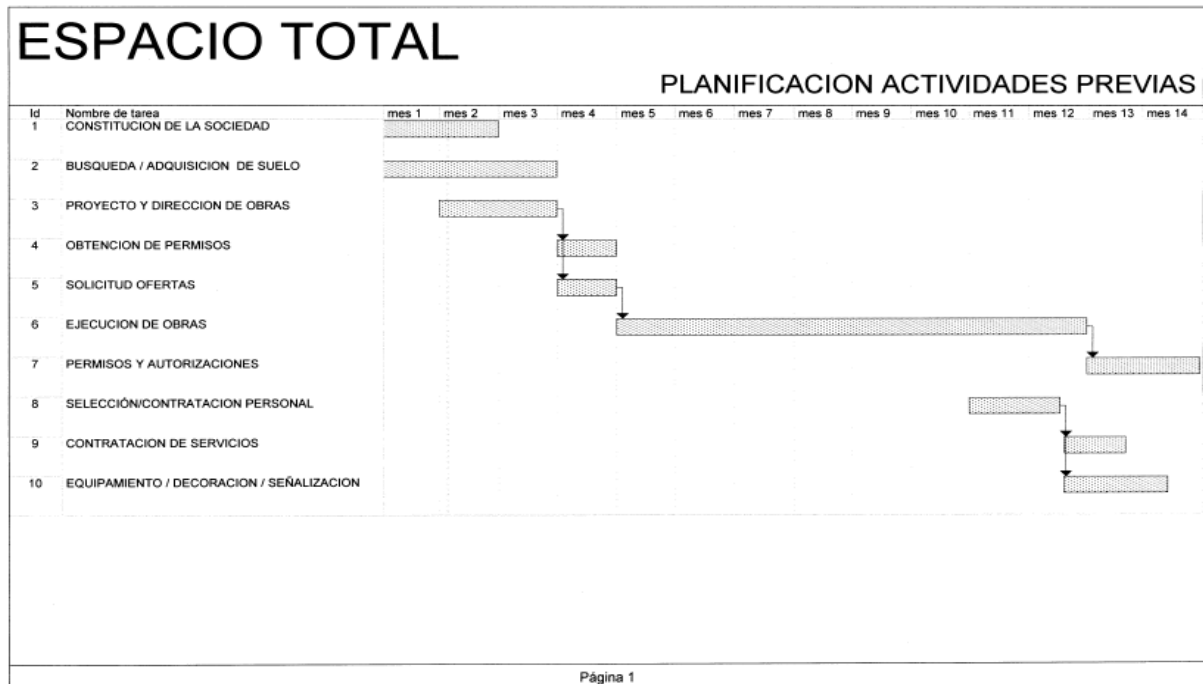 ESPACIO TOTAL
PLANIFICACION ACTIVIDADES PREVIAS
Id Nombre de tarea mes 1 mes 2 mes 3 mes 4 mes 5 mes 6 mes 7 mes 8 mes 9 mes 10 mes 11 mes 12 mes 13 mes 14
1 CONSTITUCION DE LA SOCIEDAD
2 BUSQUEDA / ADQUISICION DE SUELO
3 PROYECTO Y DIRECCION DE OBRAS
4 OBTENCION DE PERMISOS
5 SOLICITUD OFERTAS
6 EJECUCION DE OBRAS
7 PERMISOS Y AUTORIZACIONES
8 SELECCIÓN/CONTRATACION PERSONAL
9 CONTRATACION DE SERVICIOS
10 EQUIPAMIENTO / DECORACION / SEÑALIZACION
Página 1